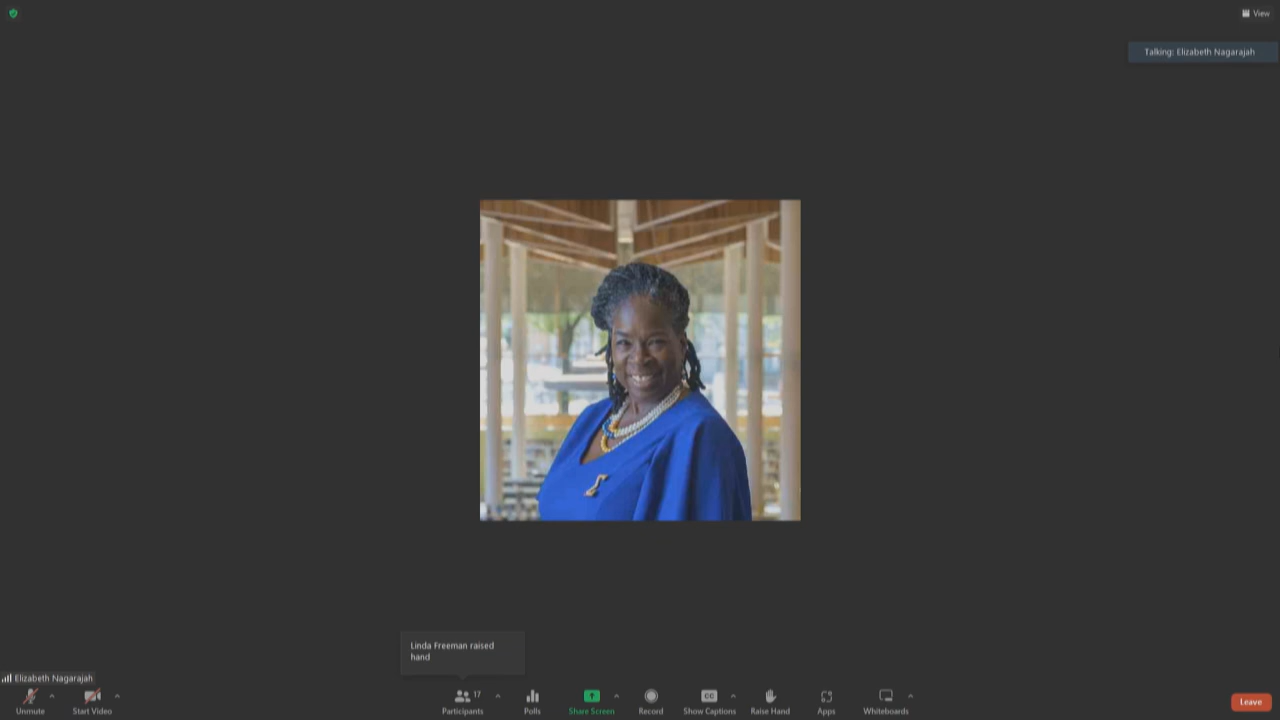 View
Talking: Elizabeth Nagarajah
Linda Freeman raised
hand
Elizabeth Nagarajah
Unmute
Start Video
17
Participants
Polls
Share Screen
Record
CC
Show Captions
Raise Hand
Apps
Whiteboards
Leave